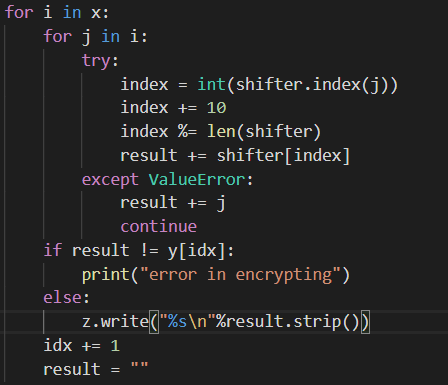 for i in x:
    for j in i:
        try:
            index = int(shifter.index(j))
            index += 10
            index %= len(shifter)
            result += shifter[index]
        except ValueError:
            result += j
            continue
    if result != y[idx]:
        print("error in encrypting")
    else:
        z.write("%s\n"%result.strip())
    idx += 1
    result = ""